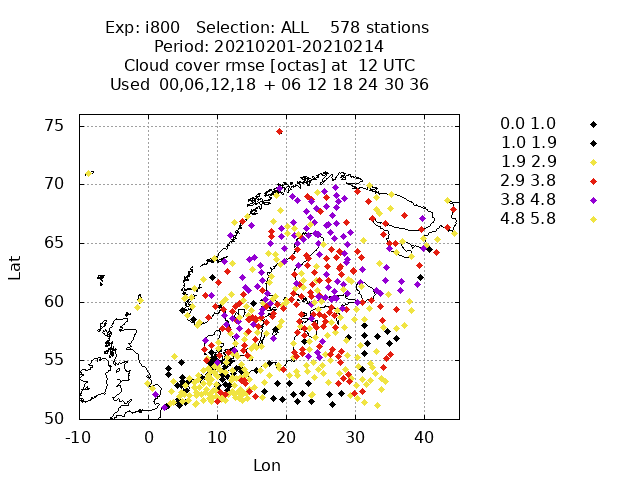 Exp: i800 Selection: ALL 578 stations
Period: 20210201-20210214
Cloud cover rmse [octas] at 12 UTC
Used 00,06,12,18 + 06 12 18 24 30 36
0.0 1.0
1.0 1.9
1.9 2.9
2.9 3.8
3.8 4.8
4.8 5.8
75
70
65
60
55
50
Lat
-10 0 10 20 30 40
Lon